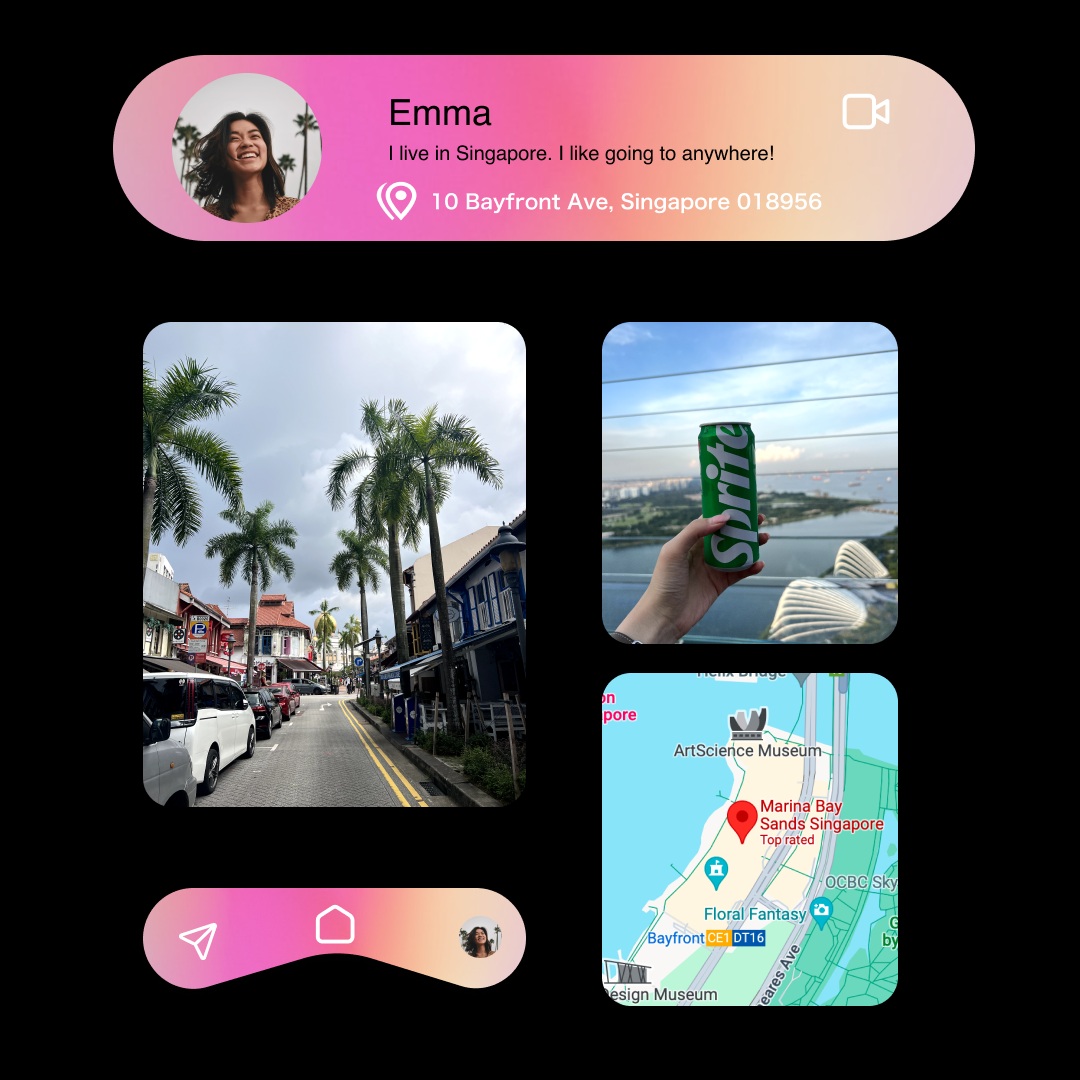 Emma
I live in Singapore. I like going to anywhere!
10 Bayfront Ave, Singapore 018956
P
sprite
Helix Bridge
on
pore
ArtScience Museum
Marina Bay
Sands Singapore
Top rated
OCBC Sky
Floral Fantasy
Bayfront CE1 DT16
by
eares Ave
esign Museum